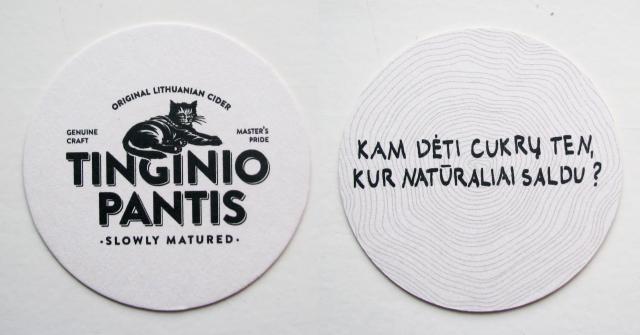 ORIGINAL LITHUANIAN CIDER
GENUINE
CRAFT
MASTER'S
PRIDE
TINGINIO
PANTIS
·SLOWLY MATURED·
KAM DĖTI CUKRŲ TEN,
KUR NATŪRALIAI SALDU?